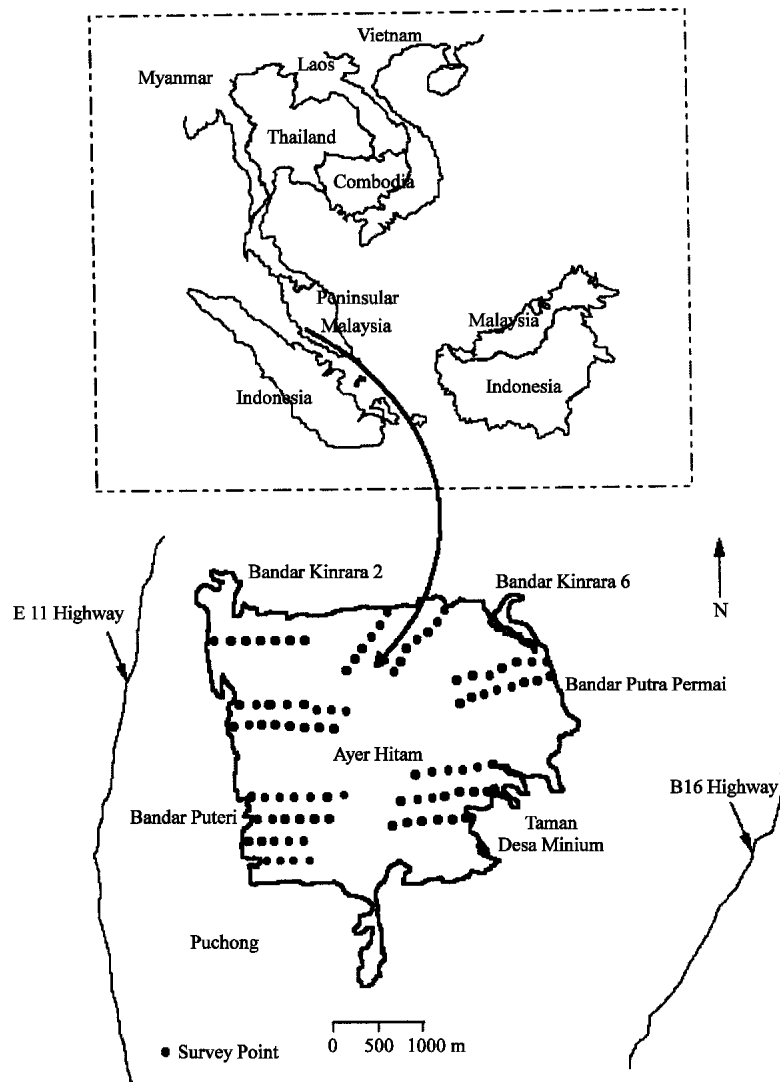 Vietnam
Laos
Myanmar
Thailand
Combodia
Peninsular
Malaysia
Malaysia
Indonesia
Indonesia
Bandar Kinrara 2
Bandar Kinrara 6
E 11 Highway
N
Bandar Putra Permai
Ayer Hitam
B16 Highway
Bandar Puteri
Taman
Desa Minium
Puchong
0 500 1000 m
Survey Point